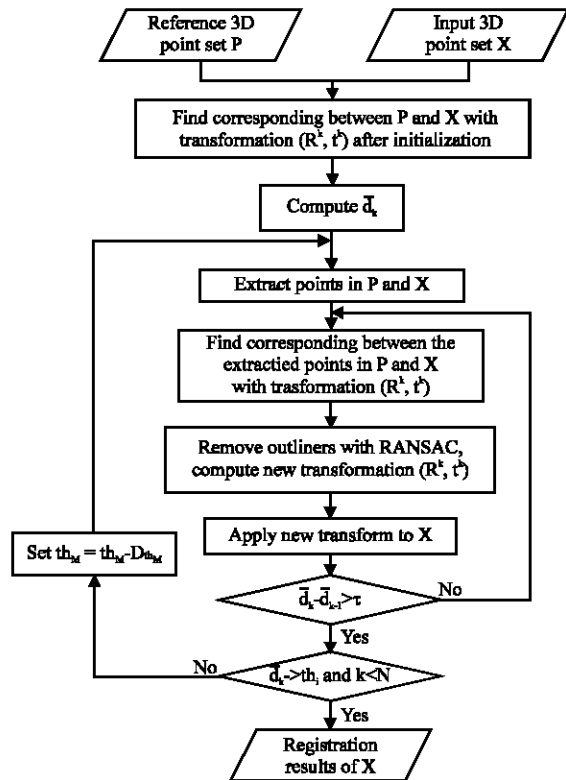 Reference 3D
point set P
Input 3D
point set X
Find corresponding between P and X with
transformation (Rᵏ, tᵏ) after initialization
Compute d̄ₖ
Extract points in P and X
Find corresponding between the
extractied points in P and X
with trasformation (Rᵏ, tᵏ)
Remove outliners with RANSAC,
compute new transformation (Rᵏ, tᵏ)
Apply new transform to X
Set th_M = th_M-D_th_M
d̄ₖ-d̄ₖ₋₁>τ
No
Yes
No
d̄ₖ->thᵢ and k<N
Yes
Registration
results of X